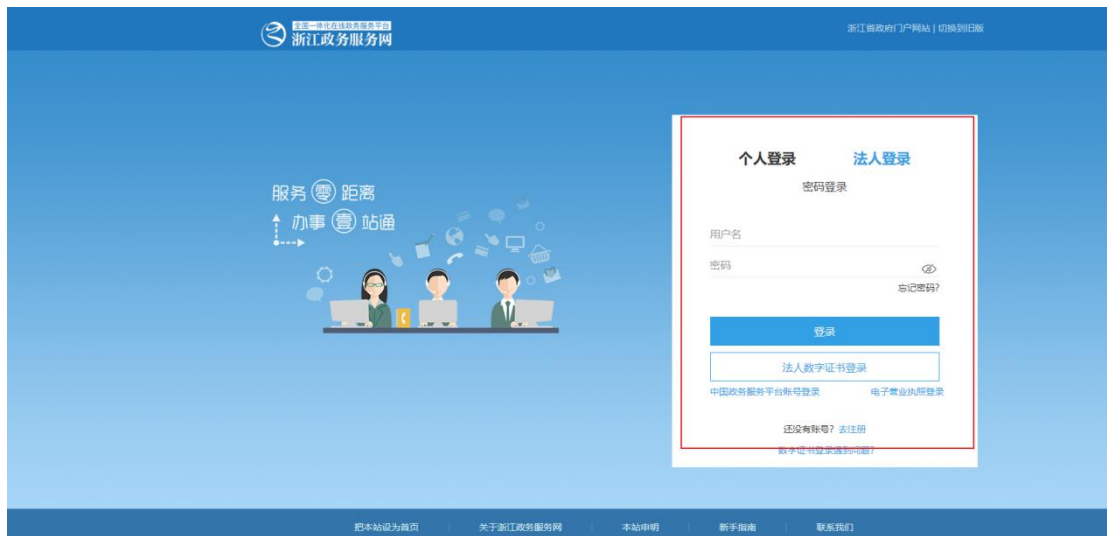 全国一体化在线政务服务平台
浙江政务服务网
浙江省政府门户网站 | 切换到旧版
服务零距离
办事壹站通
个人登录 法人登录
密码登录
用户名
密码
忘记密码?
登录
法人数字证书登录
中国政务服务平台账号登录 电子营业执照登录
还没有账号? 去注册
数字证书登录遇到问题?
把本站设为首页 | 关于浙江政务服务网 | 本站申明 | 新手指南 | 联系我们